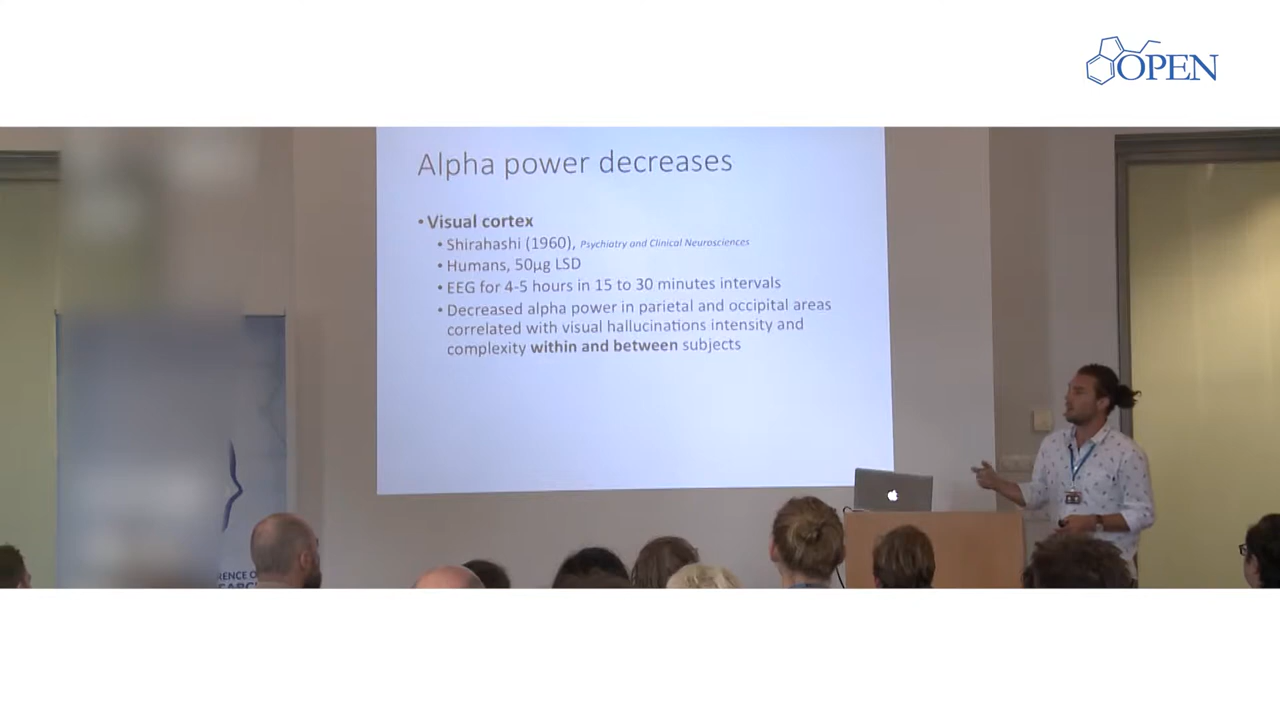 OPEN
Alpha power decreases
• Visual cortex
• Shirahashi (1960), Psychiatry and Clinical Neurosciences
• Humans, 50µg LSD
• EEG for 4-5 hours in 15 to 30 minutes intervals
• Decreased alpha power in parietal and occipital areas
correlated with visual hallucinations intensity and
complexity within and between subjects